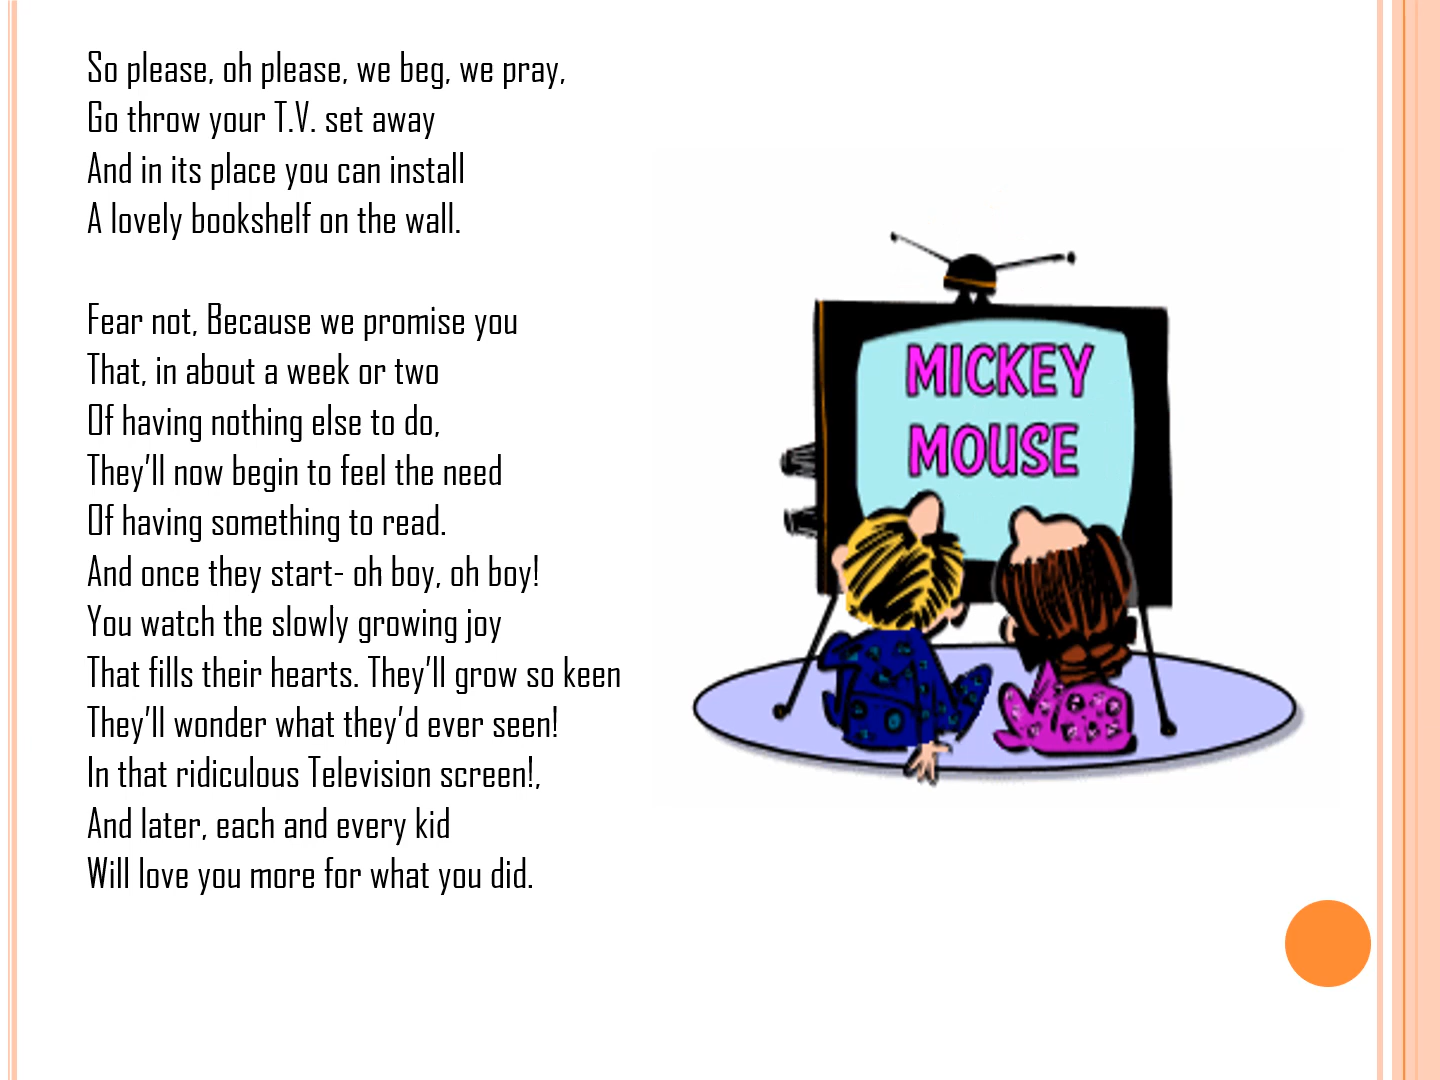 So please, oh please, we beg, we pray,
Go throw your T.V. set away
And in its place you can install
A lovely bookshelf on the wall.
Fear not, Because we promise you
That, in about a week or two
Of having nothing else to do,
They’ll now begin to feel the need
Of having something to read.
And once they start- oh boy, oh boy!
You watch the slowly growing joy
That fills their hearts. They’ll grow so keen
They’ll wonder what they’d ever seen!
In that ridiculous Television screen!,
And later, each and every kid
Will love you more for what you did.
MICKEY
MOUSE